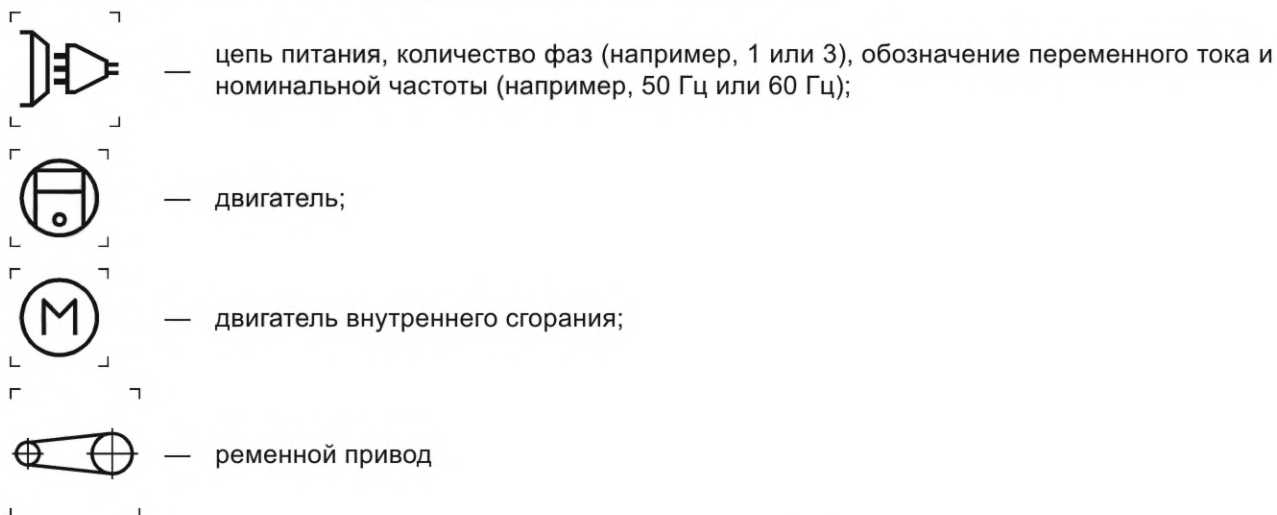 — цепь питания, количество фаз (например, 1 или 3), обозначение переменного тока и
номинальной частоты (например, 50 Гц или 60 Гц);
— двигатель;
M — двигатель внутреннего сгорания;
— ременной привод